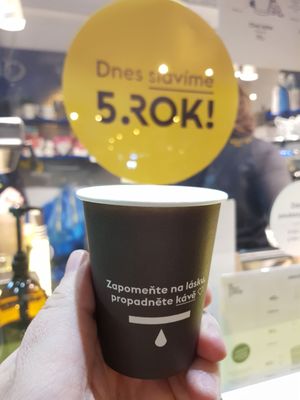 Dnes slavíme
5.ROK!
Zapomeňte na lásku,
propadněte kávě ♡